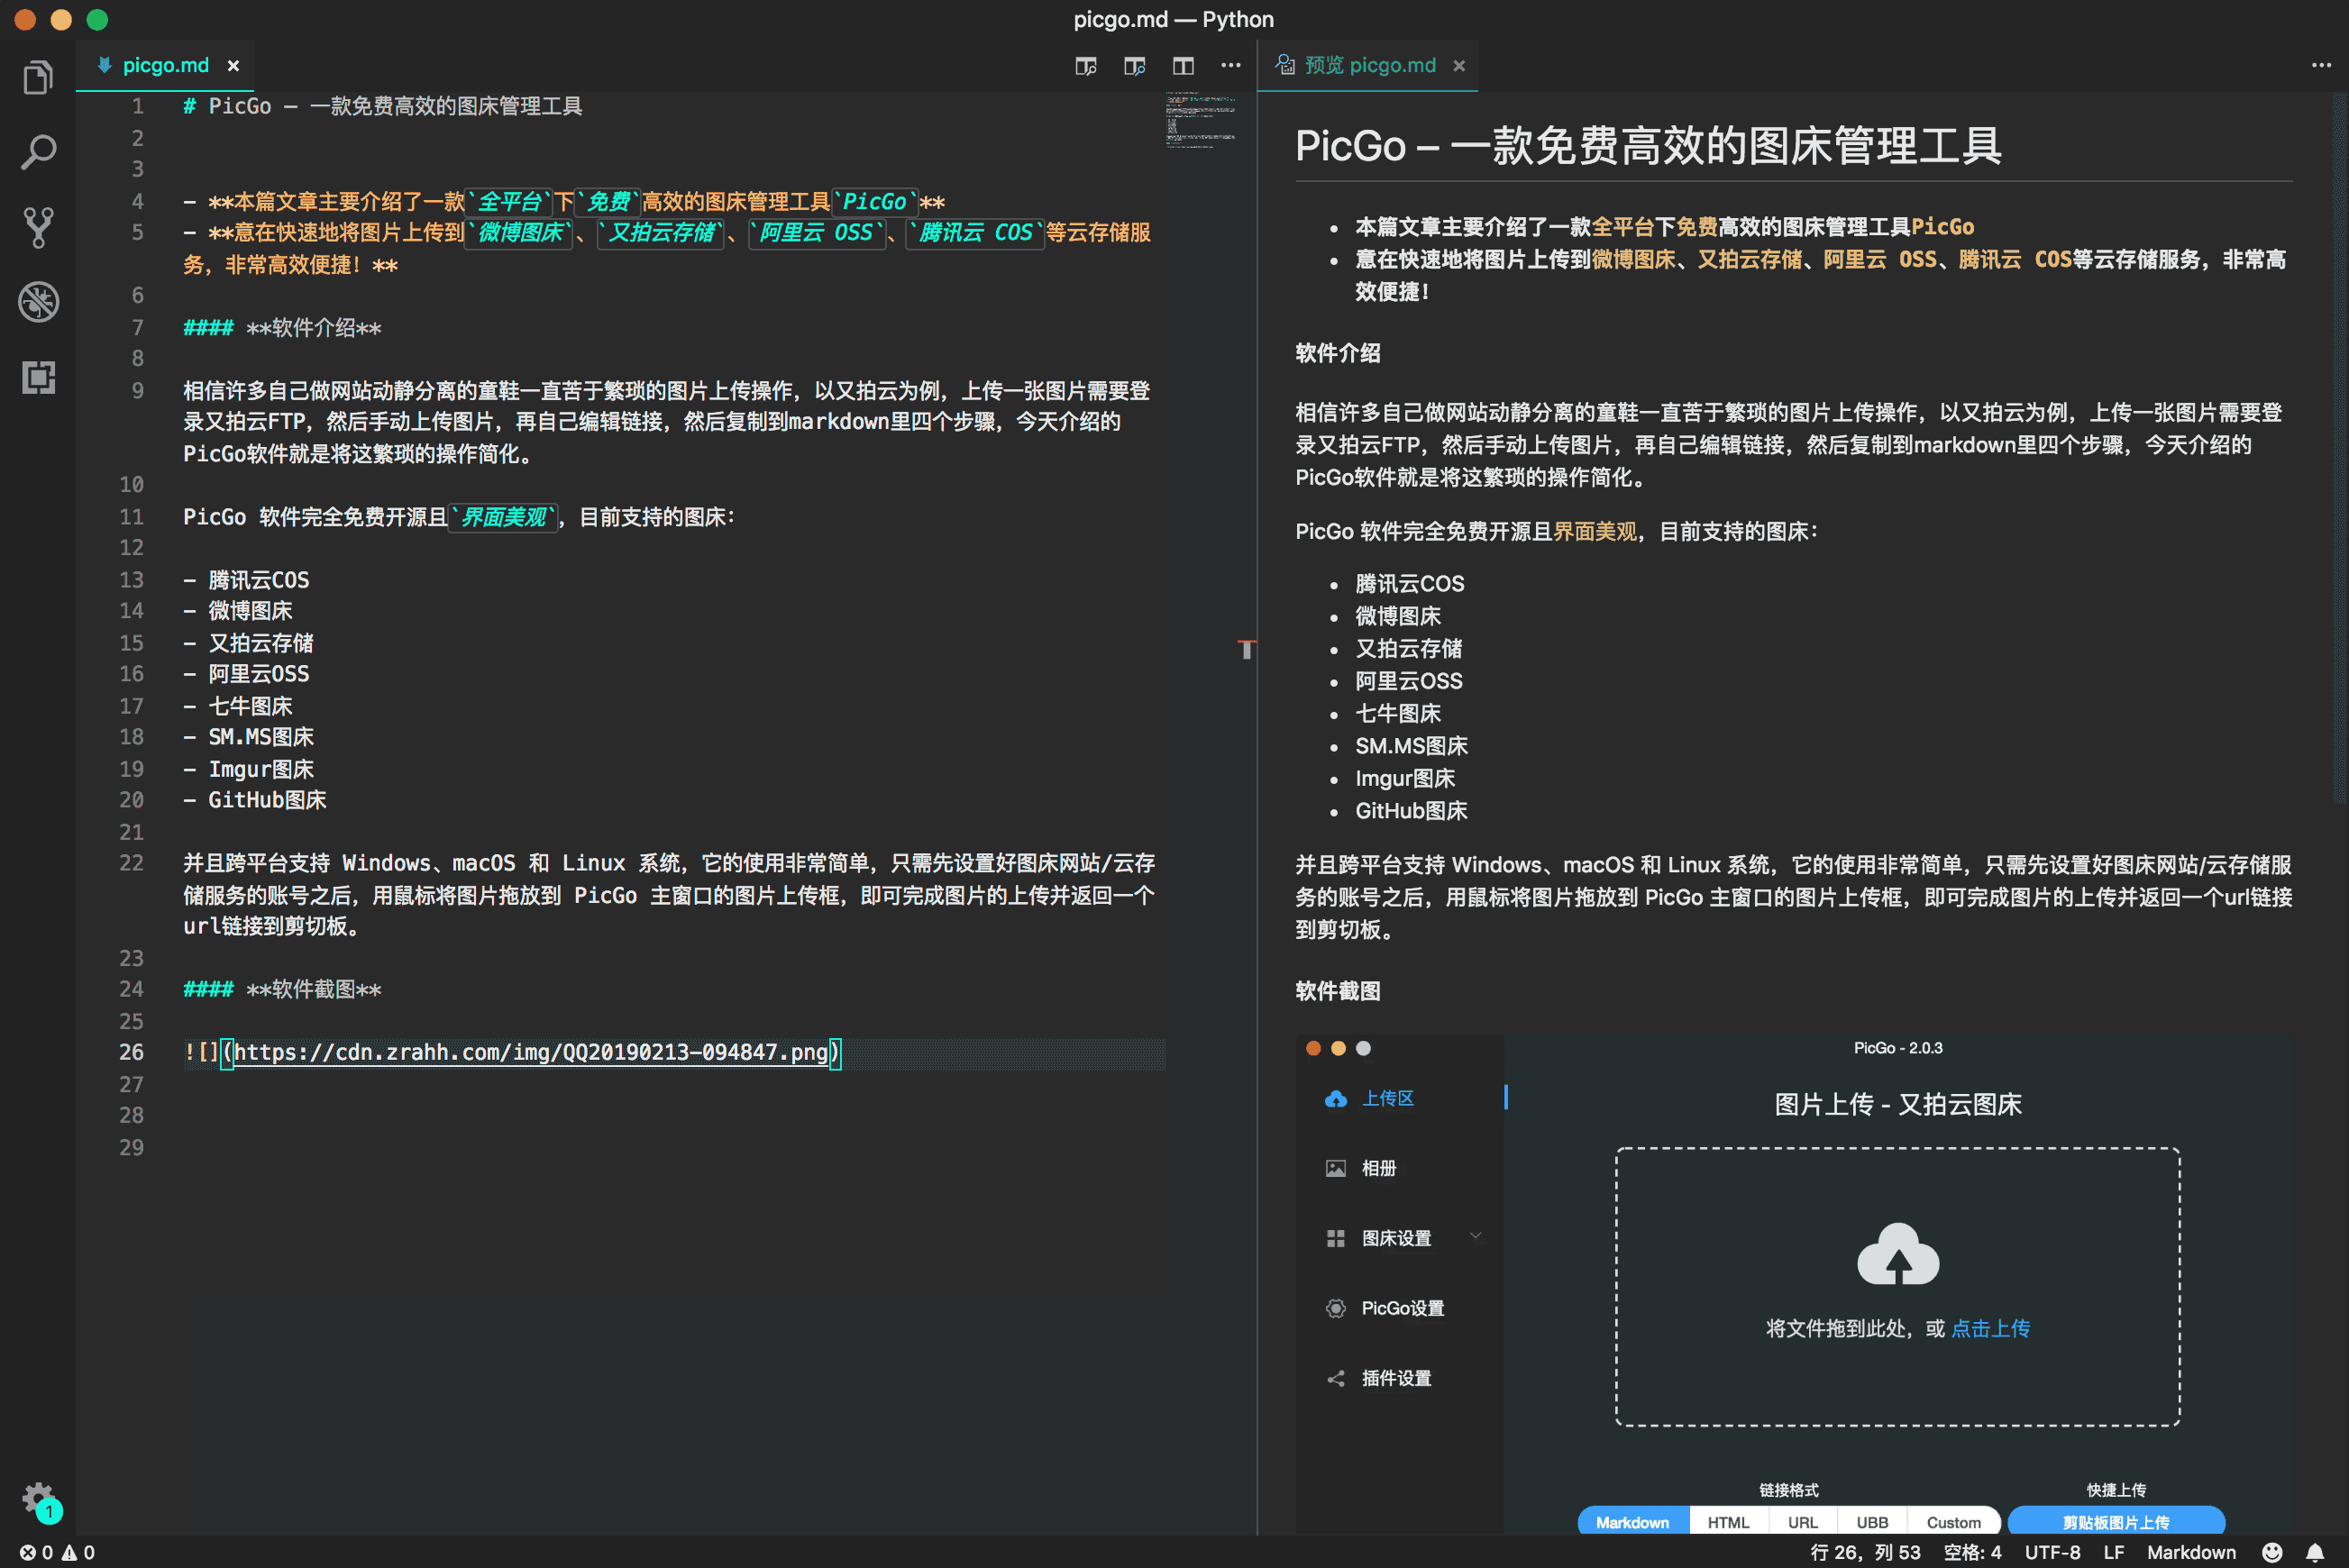 picgo.md — Python
picgo.md
预览 picgo.md
1 # PicGo – 一款免费高效的图床管理工具
2
3
4 - **本篇文章主要介绍了一款`全平台`下`免费`高效的图床管理工具`PicGo`**
5 - **意在快速地将图片上传到`微博图床`、`又拍云存储`、`阿里云 OSS`、`腾讯云 COS`等云存储服
务，非常高效便捷！**
6
7 #### **软件介绍**
8
9 相信许多自己做网站动静分离的童鞋一直苦于繁琐的图片上传操作，以又拍云为例，上传一张图片需要登
录又拍云FTP，然后手动上传图片，再自己编辑链接，然后复制到markdown里四个步骤，今天介绍的
PicGo软件就是将这繁琐的操作简化。
10
11 PicGo 软件完全免费开源且`界面美观`，目前支持的图床：
12
13 - 腾讯云COS
14 - 微博图床
15 - 又拍云存储
16 - 阿里云OSS
17 - 七牛图床
18 - SM.MS图床
19 - Imgur图床
20 - GitHub图床
21
22 并且跨平台支持 Windows、macOS 和 Linux 系统，它的使用非常简单，只需先设置好图床网站/云存
储服务的账号之后，用鼠标将图片拖放到 PicGo 主窗口的图片上传框，即可完成图片的上传并返回一个
url链接到剪切板。
23
24 #### **软件截图**
25
26 ![](https://cdn.zrahh.com/img/QQ20190213-094847.png)
27
28
29
PicGo – 一款免费高效的图床管理工具
本篇文章主要介绍了一款全平台下免费高效的图床管理工具PicGo
意在快速地将图片上传到微博图床、又拍云存储、阿里云 OSS、腾讯云 COS等云存储服务，非常高
效便捷！
软件介绍
相信许多自己做网站动静分离的童鞋一直苦于繁琐的图片上传操作，以又拍云为例，上传一张图片需要登
录又拍云FTP，然后手动上传图片，再自己编辑链接，然后复制到markdown里四个步骤，今天介绍的
PicGo软件就是将这繁琐的操作简化。
PicGo 软件完全免费开源且界面美观，目前支持的图床：
腾讯云COS
微博图床
又拍云存储
阿里云OSS
七牛图床
SM.MS图床
Imgur图床
GitHub图床
并且跨平台支持 Windows、macOS 和 Linux 系统，它的使用非常简单，只需先设置好图床网站/云存储服
务的账号之后，用鼠标将图片拖放到 PicGo 主窗口的图片上传框，即可完成图片的上传并返回一个url链接
到剪切板。
软件截图
PicGo - 2.0.3
上传区
图片上传 - 又拍云图床
相册
图床设置
PicGo设置
将文件拖到此处，或 点击上传
插件设置
链接格式 快捷上传
Markdown HTML URL UBB Custom 剪贴板图片上传
1
0 0
行 26，列 53 空格: 4 UTF-8 LF Markdown